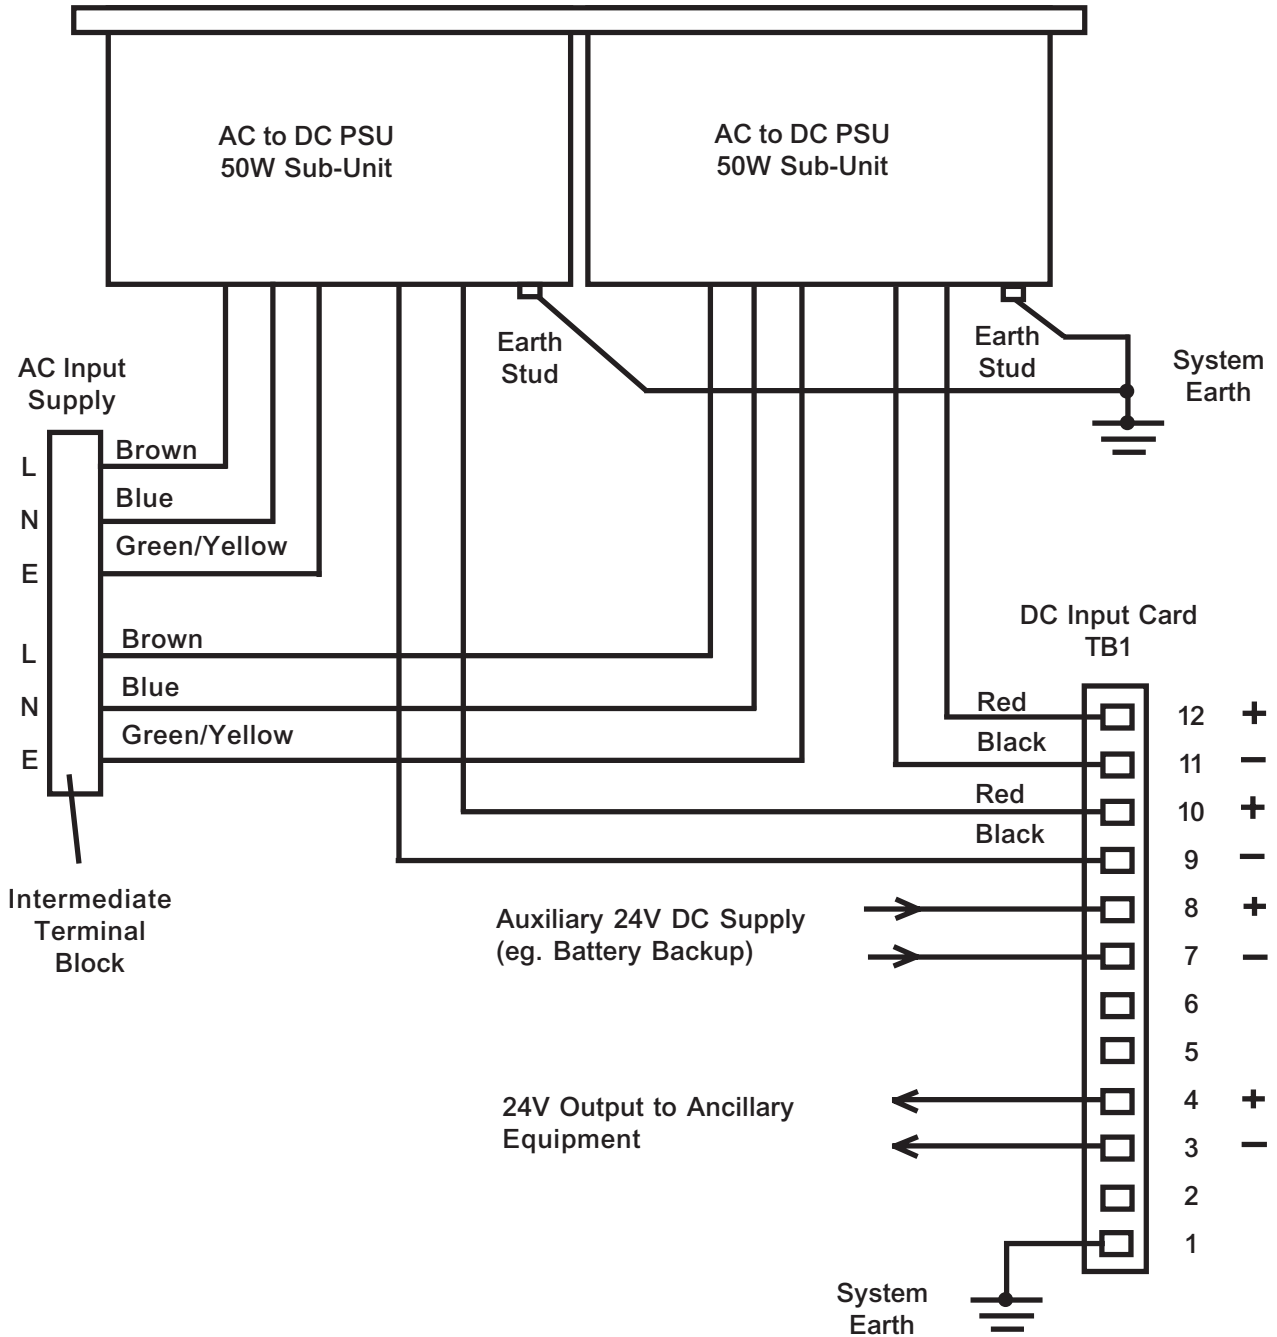 AC to DC PSU
50W Sub-Unit
AC to DC PSU
50W Sub-Unit
Earth
Stud
Earth
Stud
System
Earth
AC Input
Supply
L
Brown
N
Blue
E
Green/Yellow
L
Brown
N
Blue
E
Green/Yellow
Intermediate
Terminal
Block
DC Input Card
TB1
Red
12 +
Black
11 −
Red
10 +
Black
9 −
Auxiliary 24V DC Supply
(eg. Battery Backup)
8 +
7 −
6
5
24V Output to Ancillary
Equipment
4 +
3 −
2
1
System
Earth